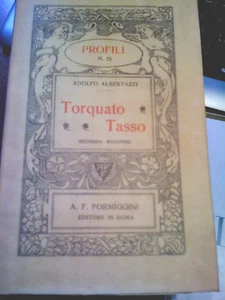 PROFILI
N. 15
ADOLFO ALBERTAZZI
Torquato
Tasso
SECONDA EDIZIONE
A. F. FORMÍGGINI
EDITORE IN ROMA